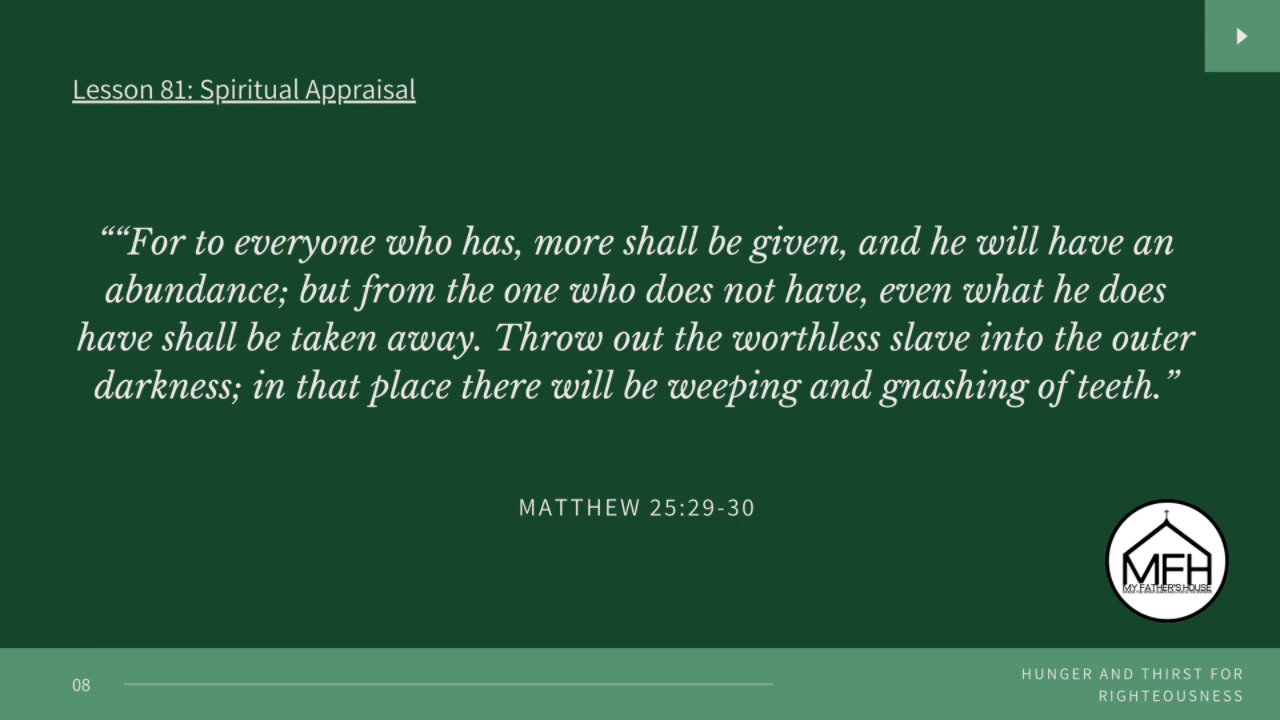 Lesson 81: Spiritual Appraisal
““For to everyone who has, more shall be given, and he will have an
abundance; but from the one who does not have, even what he does
have shall be taken away. Throw out the worthless slave into the outer
darkness; in that place there will be weeping and gnashing of teeth.”
MATTHEW 25:29-30
MFH
MY FATHER'S HOUSE
08
HUNGER AND THIRST FOR
RIGHTEOUSNESS